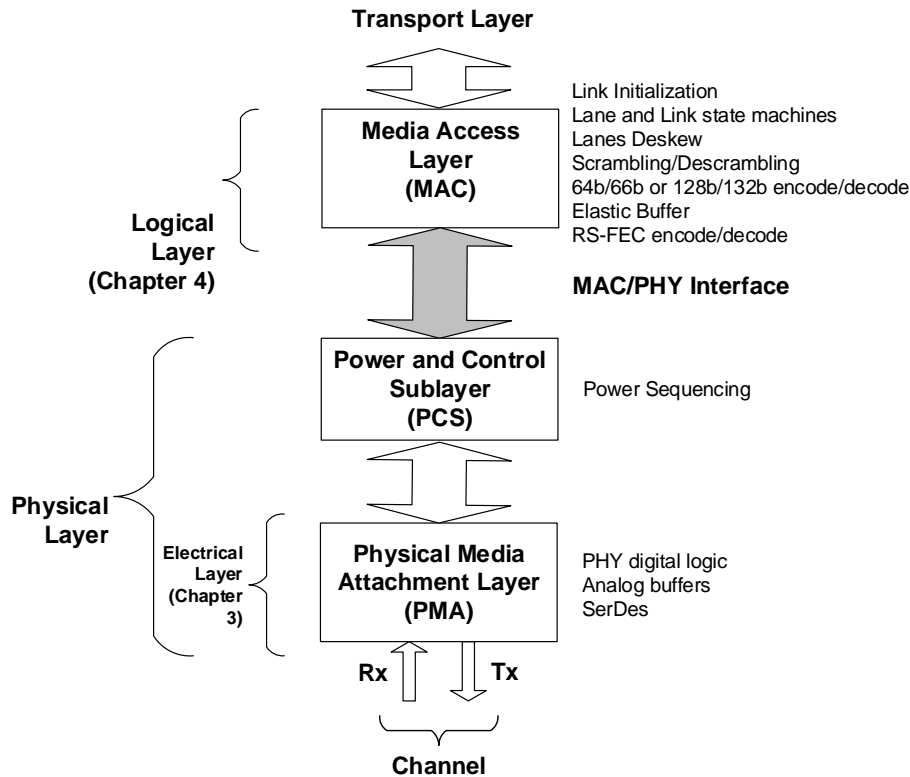 Transport Layer
Media Access
Layer
(MAC)
Link Initialization
Lane and Link state machines
Lanes Deskew
Scrambling/Descrambling
64b/66b or 128b/132b encode/decode
Elastic Buffer
RS-FEC encode/decode
Logical
Layer
(Chapter 4)
MAC/PHY Interface
Power and Control
Sublayer
(PCS)
Power Sequencing
Physical
Layer
Electrical
Layer
(Chapter
3)
Physical Media
Attachment Layer
(PMA)
PHY digital logic
Analog buffers
SerDes
Rx
Tx
Channel